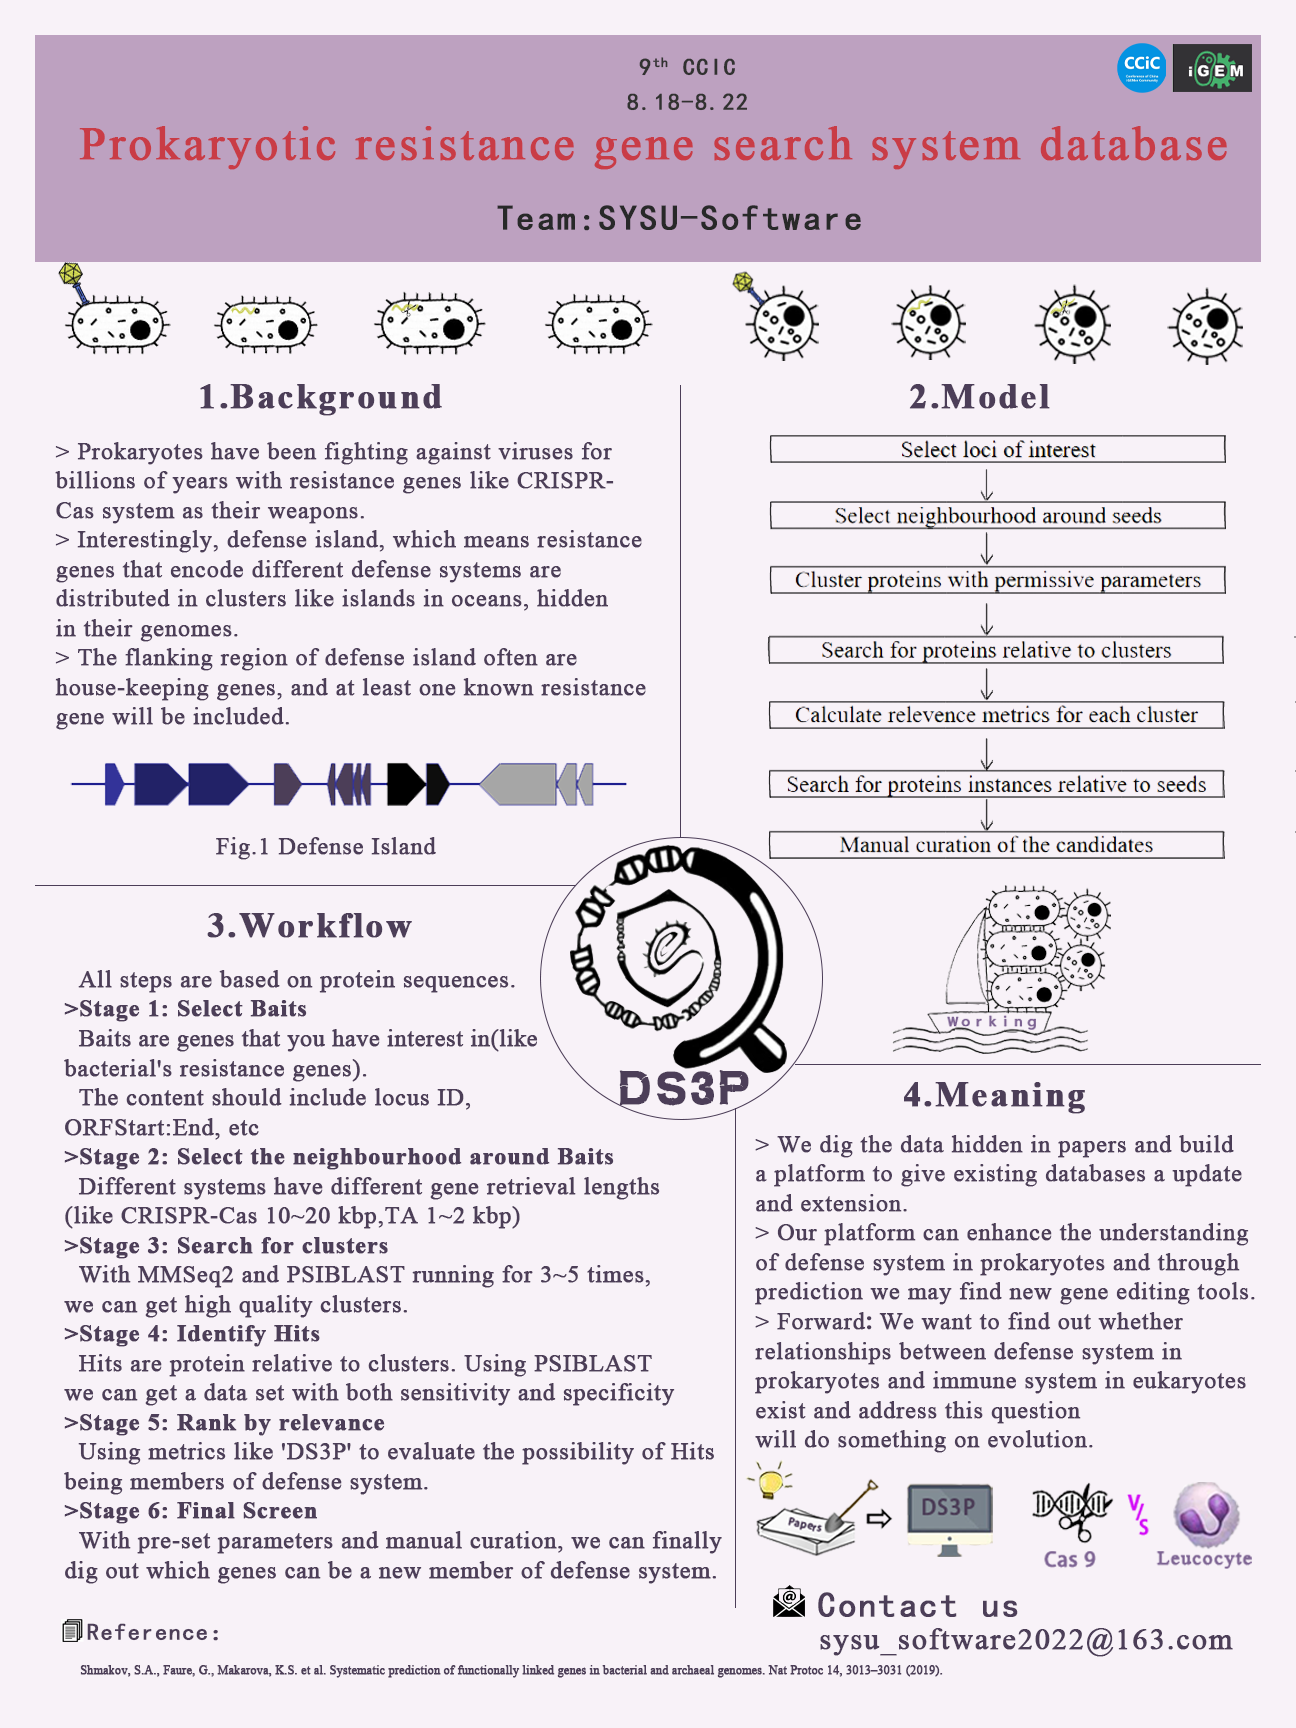 9th CCIC
8.18-8.22
CCiC
Conference of China
iGEMer Community
iGEM
Prokaryotic resistance gene search system database
Team:SYSU-Software
1.Background
> Prokaryotes have been fighting against viruses for
billions of years with resistance genes like CRISPR-
Cas system as their weapons.
> Interestingly, defense island, which means resistance
genes that encode different defense systems are
distributed in clusters like islands in oceans, hidden
in their genomes.
> The flanking region of defense island often are
house-keeping genes, and at least one known resistance
gene will be included.
Fig.1 Defense Island
2.Model
Select loci of interest
Select neighbourhood around seeds
Cluster proteins with permissive parameters
Search for proteins relative to clusters
Calculate relevence metrics for each cluster
Search for proteins instances relative to seeds
Manual curation of the candidates
Working
DS3P
3.Workflow
All steps are based on protein sequences.
>Stage 1: Select Baits
Baits are genes that you have interest in(like
bacterial's resistance genes).
The content should include locus ID,
ORFStart:End, etc
>Stage 2: Select the neighbourhood around Baits
Different systems have different gene retrieval lengths
(like CRISPR-Cas 10~20 kbp,TA 1~2 kbp)
>Stage 3: Search for clusters
With MMSeq2 and PSIBLAST running for 3~5 times,
we can get high quality clusters.
>Stage 4: Identify Hits
Hits are protein relative to clusters. Using PSIBLAST
we can get a data set with both sensitivity and specificity
>Stage 5: Rank by relevance
Using metrics like 'DS3P' to evaluate the possibility of Hits
being members of defense system.
>Stage 6: Final Screen
With pre-set parameters and manual curation, we can finally
dig out which genes can be a new member of defense system.
4.Meaning
> We dig the data hidden in papers and build
a platform to give existing databases a update
and extension.
> Our platform can enhance the understanding
of defense system in prokaryotes and through
prediction we may find new gene editing tools.
> Forward: We want to find out whether
relationships between defense system in
prokaryotes and immune system in eukaryotes
exist and address this question
will do something on evolution.
Papers
DS3P
Cas 9
V/S
Leucocyte
Contact us
sysu_software2022@163.com
Reference:
Shmakov, S.A., Faure, G., Makarova, K.S. et al. Systematic prediction of functionally linked genes in bacterial and archaeal genomes. Nat Protoc 14, 3013–3031 (2019).